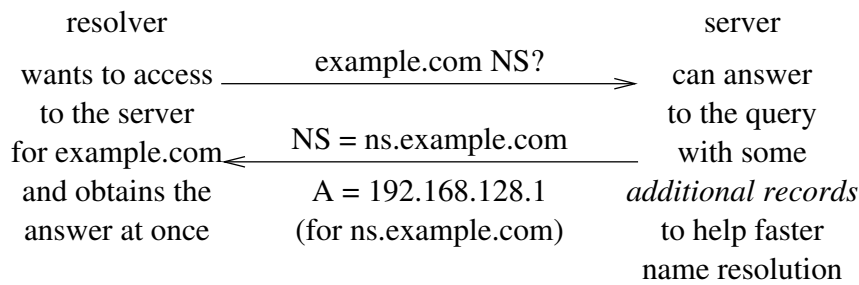 resolver
wants to access
to the server
for example.com
and obtains the
answer at once
example.com NS?
NS = ns.example.com
A = 192.168.128.1
(for ns.example.com)
server
can answer
to the query
with some
additional records
to help faster
name resolution